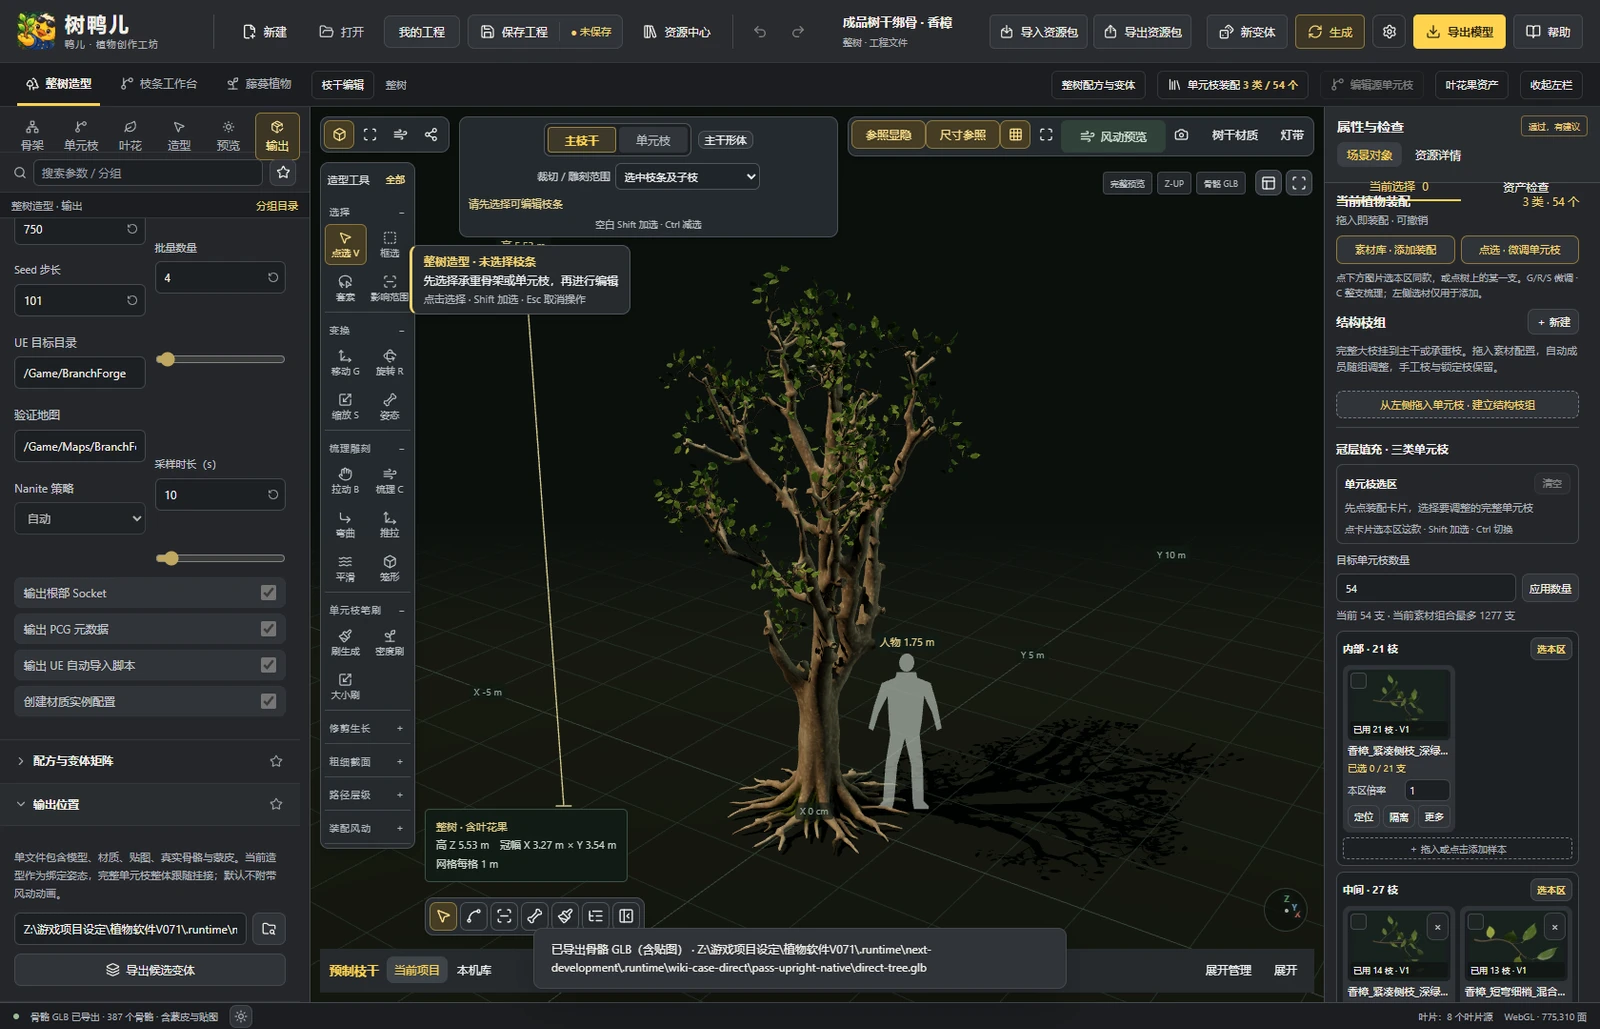 树鸭儿
鸭儿 · 植物创作工坊
新建
打开
我的工程
保存工程
未保存
资源中心
成品树干绑骨 · 香樟
整树 · 工程文件
导入资源包
导出资源包
新变体
生成
导出模型
帮助
整树造型
枝条工作台
藤蔓植物
枝干编辑
整树
整树配方与变体
单元枝装配 3 类 / 54 个
编辑源单元枝
叶花果资产
收起左栏
骨架
单元枝
叶花
造型
预览
输出
搜索参数 / 分组
整树造型 · 输出
分组目录
750
批量数量
Seed 步长
4
101
UE 目标目录
/Game/BranchForge
验证地图
/Game/Maps/BranchF
采样时长（s）
Nanite 策略
10
自动
输出根部 Socket
输出 PCG 元数据
输出 UE 自动导入脚本
创建材质实例配置
配方与变体矩阵
输出位置
单文件包含模型、材质、贴图、真实骨骼与蒙皮。当前造
型作为绑定姿态，完整单元枝整体跟随挂接；默认不附带
风动动画。
Z:\游戏项目设定\植物软件V071\.runtime\n
导出候选变体
骨骼 GLB 已导出 · 387 个骨骼 · 含蒙皮与贴图
造型工具
全部
选择
点选 V
框选
套索
影响范围
变换
移动 G
旋转 R
缩放 S
姿态
梳理雕刻
拉动 B
梳理 C
弯曲
推拉
平滑
笼形
单元枝笔刷
刷生成
密度刷
大小刷
修剪生长
粗细截面
路径层级
装配风动
主枝干
单元枝
主干形体
裁切 / 雕刻范围
选中枝条及子枝
请先选择可编辑枝条
空白 Shift 加选 · Ctrl 减选
高 5.53 m
整树造型 · 未选择枝条
先选择承重骨架或单元枝，再进行编辑
点击选择 · Shift 加选 · Esc 取消操作
参照显隐
尺寸参照
风动预览
树干材质
灯带
完整预览
Z-UP
骨骼 GLB
Y 10 m
Y 5 m
人物 1.75 m
X -5 m
X 0 cm
整树 · 含叶花果
高 Z 5.53 m 冠幅 X 3.27 m × Y 3.54 m
网格每格 1 m
Z
Y
X
预制枝干
当前项目
本机库
已导出骨骼 GLB（含贴图） · Z:\游戏项目设定\植物软件V071\.runtime\next-
development\.runtime\wiki-case-direct\pass-upright-native\direct-tree.glb
展开管理
展开
属性与检查
通过，有建议
场景对象
资源详情
当前选择 0
资产检查
当前植物装配
3 类 · 54 个
拖入即装配 · 可撤销
素材库 · 添加装配
点选 · 微调单元枝
点下方图片选本区同款，或点树上的某一支。G/R/S 微调 ·
C 整支梳理；左侧选材仅用于添加。
结构枝组
+ 新建
完整大枝挂到主干或承重枝。拖入素材配置，自动成
员随组调整，手工枝与锁定枝保留。
从左侧拖入单元枝 · 建立结构枝组
冠层填充 · 三类单元枝
单元枝选区
清空
先点装配卡片，选择要调整的完整单元枝
点卡片选本区这款 · Shift 加选 · Ctrl 切换
目标单元枝数量
54
应用数量
当前 54 支 · 当前素材组合最多 1277 支
内部 · 21 枝
选本区
已用 21 枝 · V1
香樟_紧凑侧枝_深绿...
已选 0 / 21 支
本区倍率
1
定位
隔离
更多
+ 拖入或点击添加样本
中间 · 27 枝
选本区
已用 14 枝 · V1
已用 13 枝 · V1
香樟_紧凑侧枝_深绿...
香樟_短弯细梢_混合...
叶片：8 个叶片源
WebGL · 775,310 面